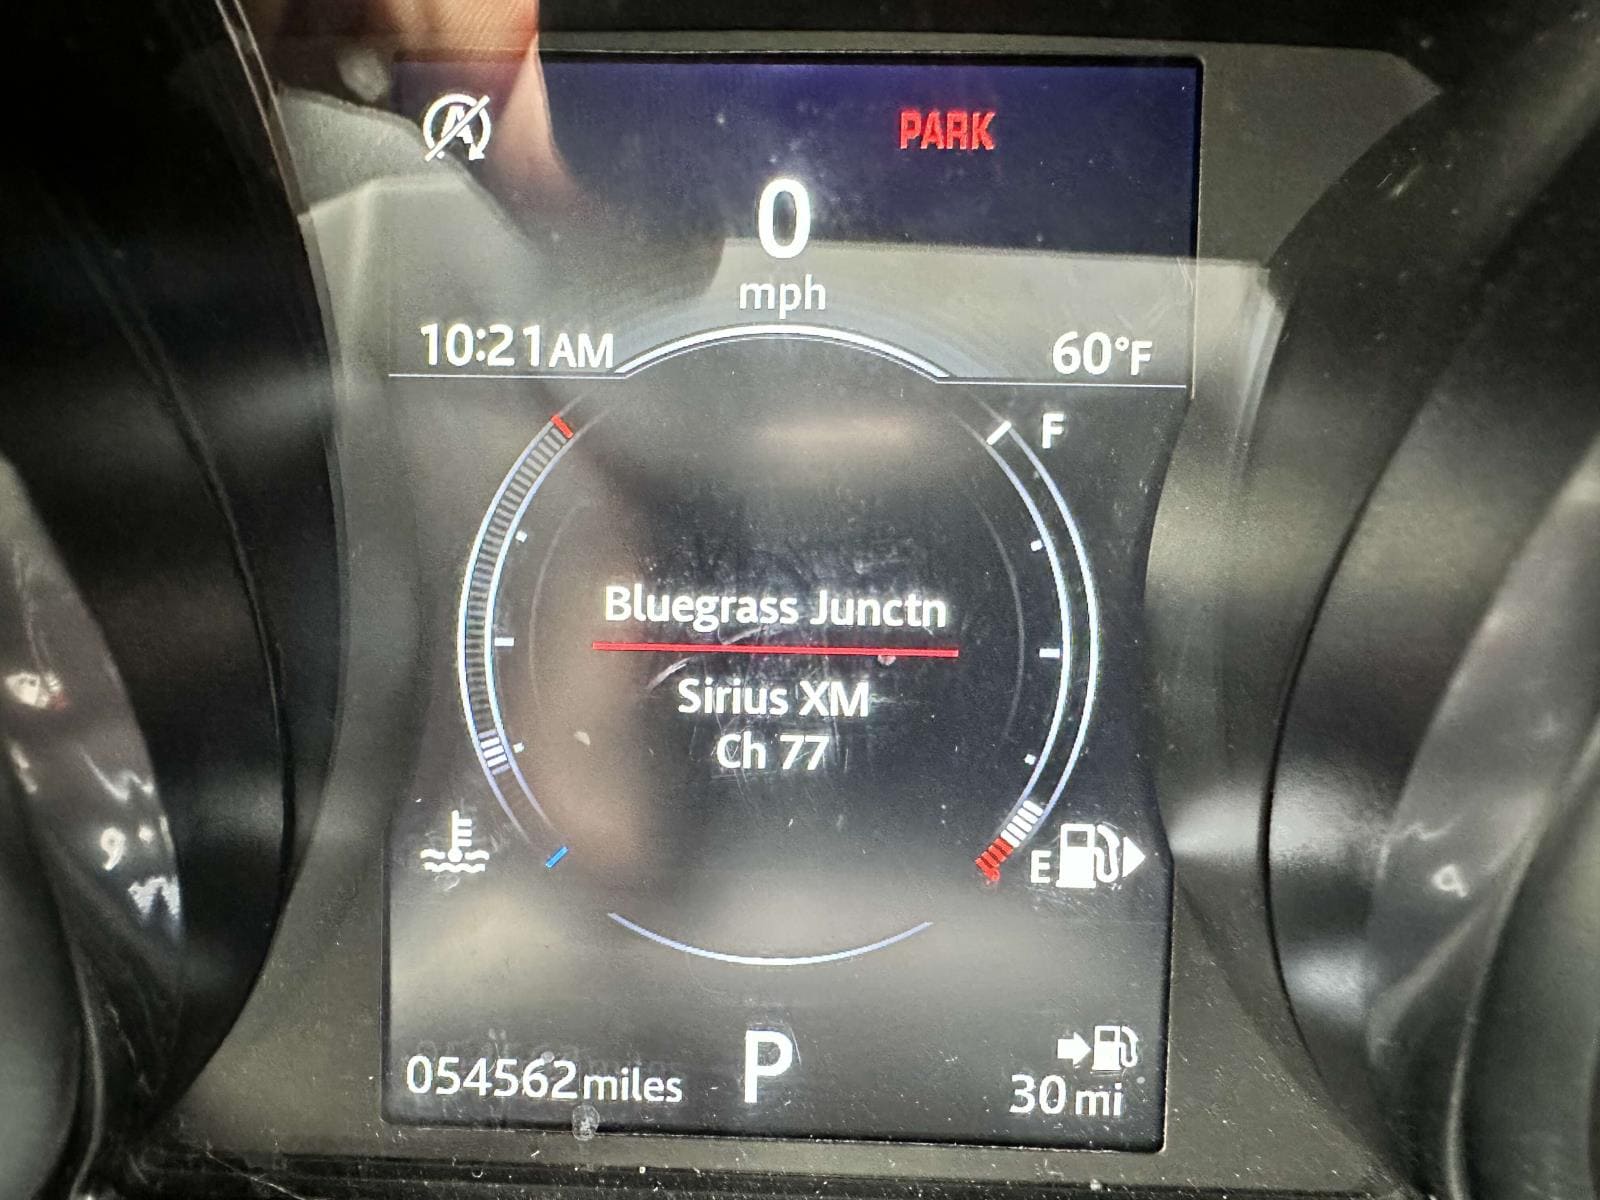 PARK
0
mph
10:21AM
60°F
F
Bluegrass Junctn
Sirius XM
Ch 77
E
054562miles
P
30mi